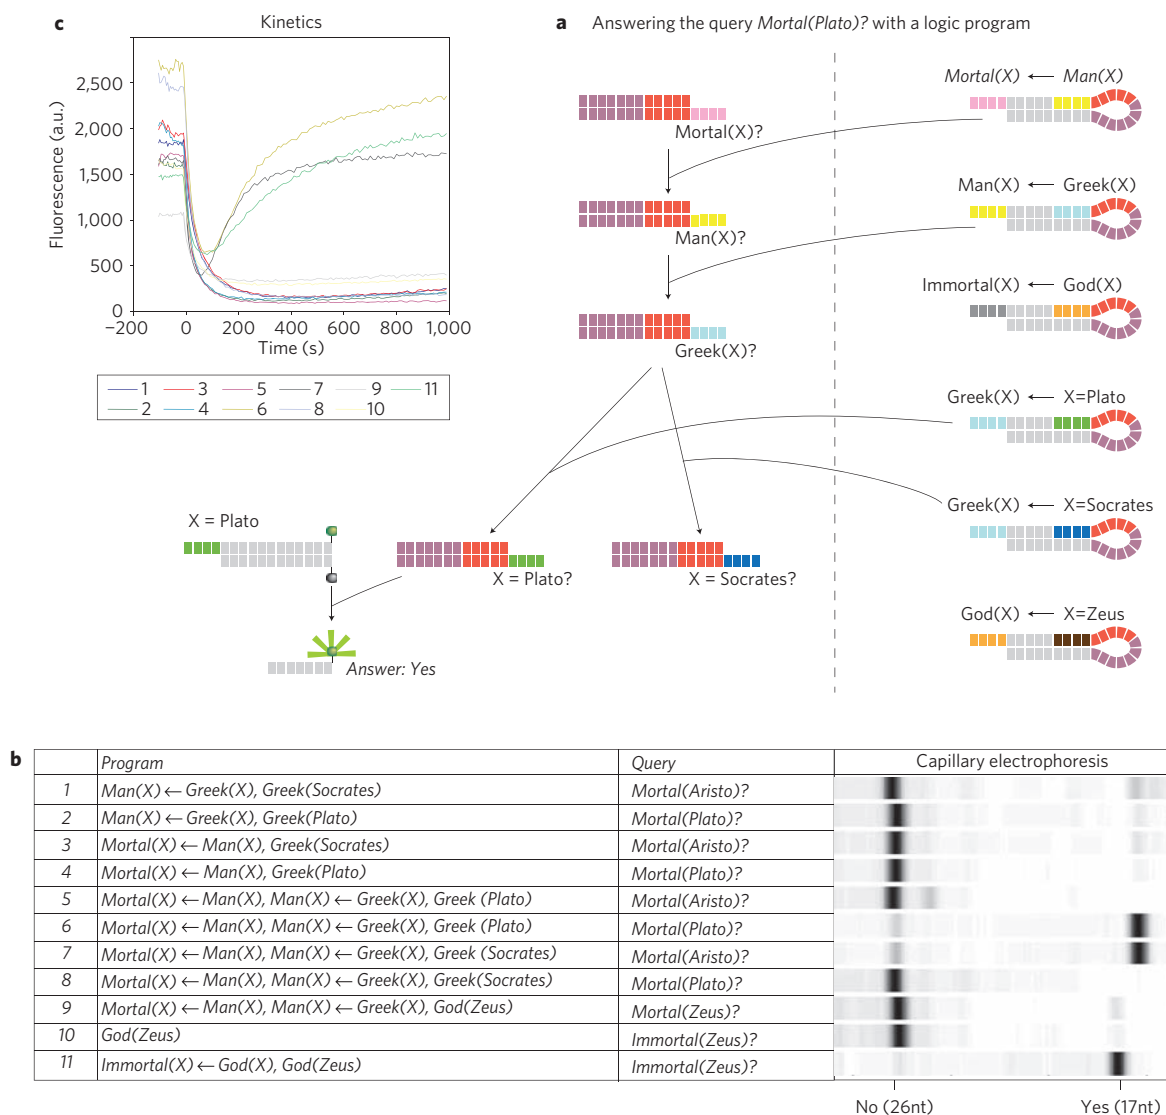 c
Kinetics
2,500
2,000
1,500
1,000
500
0
Fluorescence (a.u.)
−200
0
200
400
600
800
1,000
Time (s)
1
3
5
7
9
11
2
4
6
8
10
a Answering the query Mortal(Plato)? with a logic program
Mortal(X)?
Man(X)?
Greek(X)?
Mortal(X) ← Man(X)
Man(X) ← Greek(X)
Immortal(X) ← God(X)
Greek(X) ← X=Plato
Greek(X) ← X=Socrates
God(X) ← X=Zeus
X = Plato
X = Plato?
X = Socrates?
Answer: Yes
b
Program Query Capillary electrophoresis
1 Man(X) ← Greek(X), Greek(Socrates) Mortal(Aristo)?
2 Man(X) ← Greek(X), Greek(Plato) Mortal(Plato)?
3 Mortal(X) ← Man(X), Greek(Socrates) Mortal(Aristo)?
4 Mortal(X) ← Man(X), Greek(Plato) Mortal(Plato)?
5 Mortal(X) ← Man(X), Man(X) ← Greek(X), Greek (Plato) Mortal(Aristo)?
6 Mortal(X) ← Man(X), Man(X) ← Greek(X), Greek (Plato) Mortal(Plato)?
7 Mortal(X) ← Man(X), Man(X) ← Greek(X), Greek (Socrates) Mortal(Aristo)?
8 Mortal(X) ← Man(X), Man(X) ← Greek(X), Greek(Socrates) Mortal(Plato)?
9 Mortal(X) ← Man(X), Man(X) ← Greek(X), God(Zeus) Mortal(Zeus)?
10 God(Zeus) Immortal(Zeus)?
11 Immortal(X) ← God(X), God(Zeus) Immortal(Zeus)?
No (26nt) Yes (17nt)